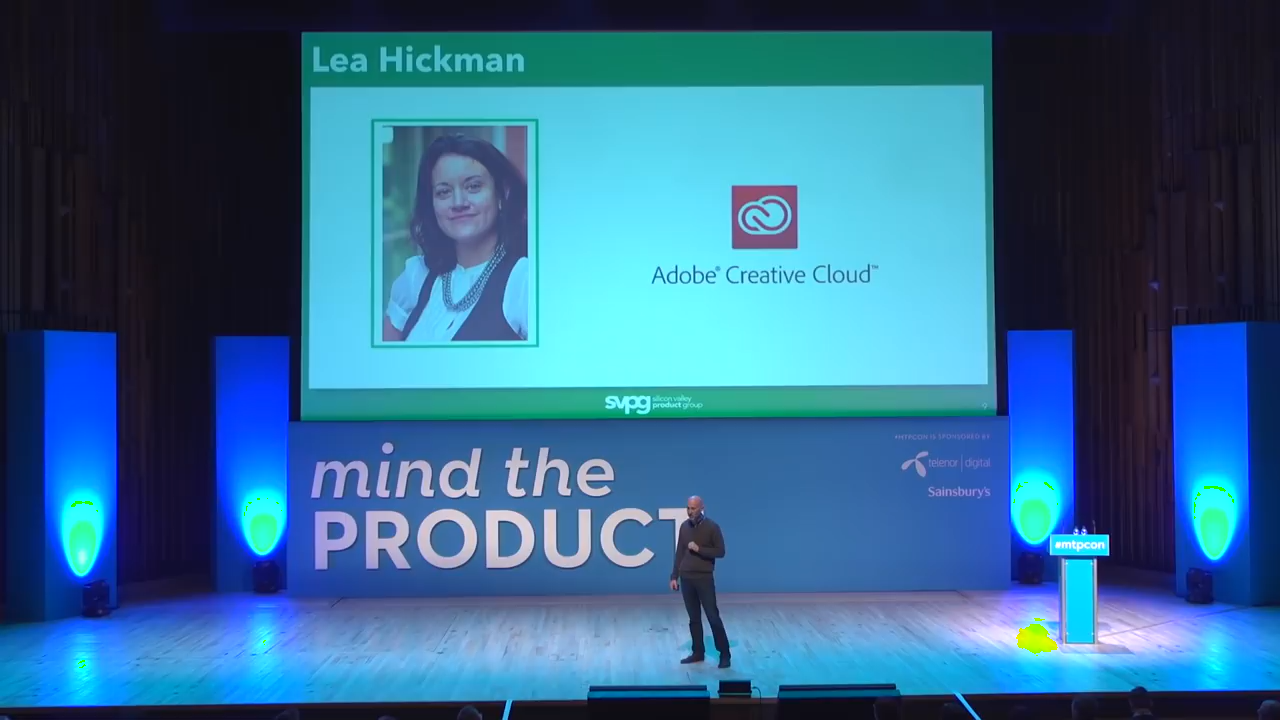 Lea Hickman
Adobe® Creative Cloud™
svpg silicon valley
product group
9
mind the
PRODUCT
#MTPCON IS SPONSORED BY
telenor | digital
Sainsbury's
#mtpcon